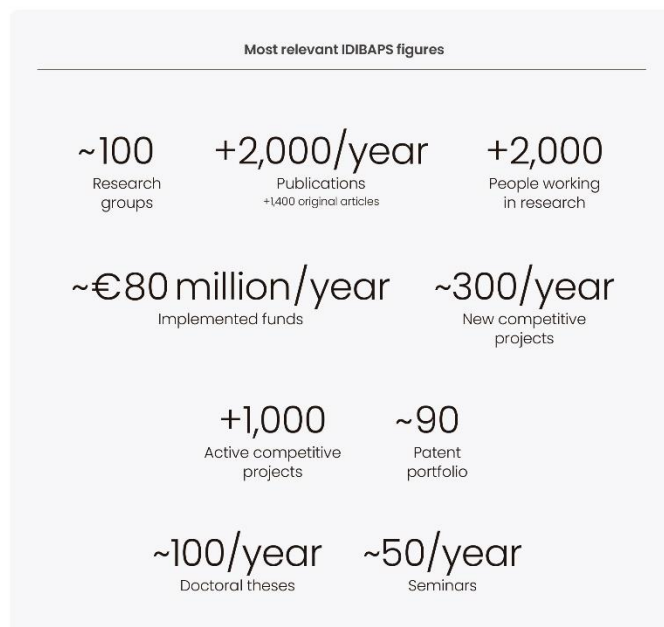 Most relevant IDIBAPS figures
~100
Research
groups
+2,000/year
Publications
+1,400 original articles
+2,000
People working
in research
~€80 million/year
Implemented funds
~300/year
New competitive
projects
+1,000
Active competitive
projects
~90
Patent
portfolio
~100/year
Doctoral theses
~50/year
Seminars